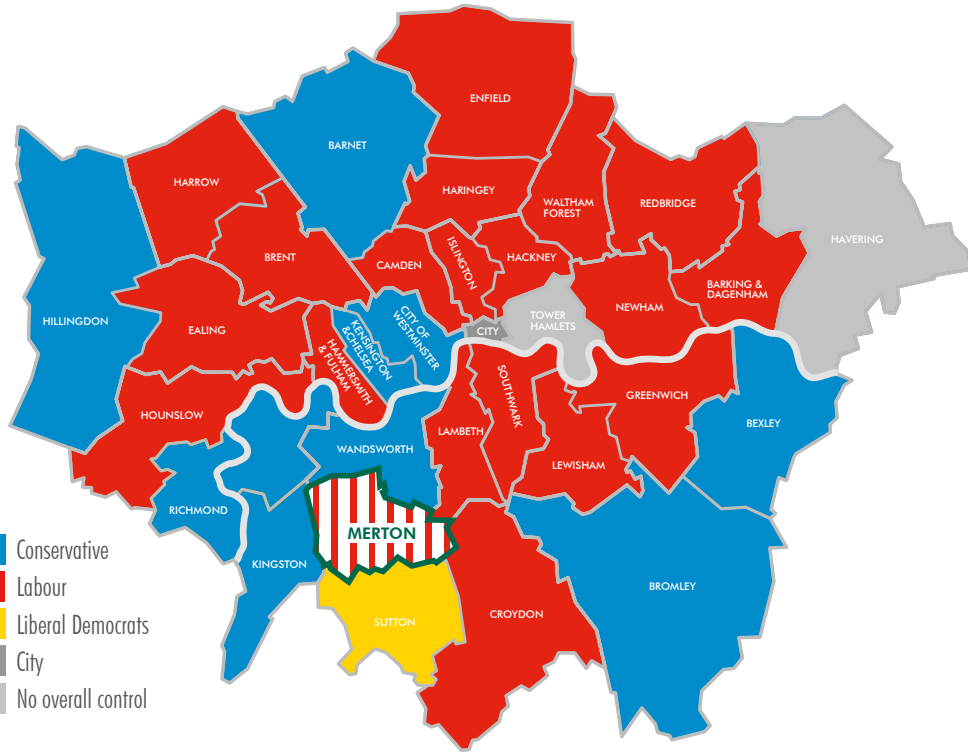 ENFIELD
BARNET
HARROW
HARINGEY
WALTHAM
FOREST
REDBRIDGE
HAVERING
BRENT
CAMDEN
ISLINGTON
HACKNEY
BARKING &
DAGENHAM
NEWHAM
HILLINGDON
EALING
HAMMERSMITH
& FULHAM
KENSINGTON
&CHELSEA
CITY OF
WESTMINSTER
CITY
TOWER
HAMLETS
HOUNSLOW
WANDSWORTH
LAMBETH
SOUTHWARK
LEWISHAM
GREENWICH
BEXLEY
RICHMOND
MERTON
KINGSTON
SUTTON
CROYDON
BROMLEY
Conservative
Labour
Liberal Democrats
City
No overall control